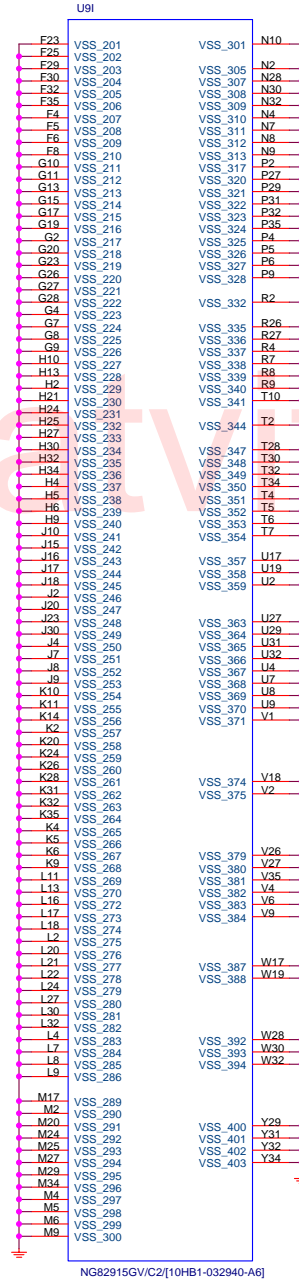 U9I
F23 VSS_201
F25 VSS_202
F29 VSS_203
F30 VSS_204
F32 VSS_205
F35 VSS_206
F4 VSS_207
F5 VSS_208
F6 VSS_209
F8 VSS_210
G10 VSS_211
G11 VSS_212
G13 VSS_213
G15 VSS_214
G17 VSS_215
G19 VSS_216
G2 VSS_217
G20 VSS_218
G23 VSS_219
G26 VSS_220
G27 VSS_221
G28 VSS_222
G4 VSS_223
G7 VSS_224
G8 VSS_225
G9 VSS_226
H10 VSS_227
H13 VSS_228
H2 VSS_229
H21 VSS_230
H24 VSS_231
H25 VSS_232
H27 VSS_233
H30 VSS_234
H32 VSS_235
H34 VSS_236
H4 VSS_237
H5 VSS_238
H6 VSS_239
H9 VSS_240
J10 VSS_241
J15 VSS_242
J16 VSS_243
J17 VSS_244
J18 VSS_245
J2 VSS_246
J20 VSS_247
J23 VSS_248
J30 VSS_249
J4 VSS_250
J7 VSS_251
J8 VSS_252
J9 VSS_253
K10 VSS_254
K11 VSS_255
K14 VSS_256
K2 VSS_257
K20 VSS_258
K24 VSS_259
K26 VSS_260
K28 VSS_261
K31 VSS_262
K32 VSS_263
K35 VSS_264
K4 VSS_265
K5 VSS_266
K6 VSS_267
K9 VSS_268
L11 VSS_269
L13 VSS_270
L16 VSS_272
L17 VSS_273
L18 VSS_274
L2 VSS_275
L20 VSS_276
L21 VSS_277
L22 VSS_278
L24 VSS_279
L27 VSS_280
L30 VSS_281
L32 VSS_282
L4 VSS_283
L7 VSS_284
L8 VSS_285
L9 VSS_286
M17 VSS_289
M2 VSS_290
M20 VSS_291
M24 VSS_292
M25 VSS_293
M27 VSS_294
M29 VSS_295
M34 VSS_296
M4 VSS_297
M5 VSS_298
M6 VSS_299
M9 VSS_300
VSS_301 N10
VSS_305 N2
VSS_307 N28
VSS_308 N30
VSS_309 N32
VSS_310 N4
VSS_311 N7
VSS_312 N8
VSS_313 N9
VSS_317 P2
VSS_320 P27
VSS_321 P29
VSS_322 P31
VSS_323 P32
VSS_324 P35
VSS_325 P4
VSS_326 P5
VSS_327 P6
VSS_328 P9
VSS_332 R2
VSS_335 R26
VSS_336 R27
VSS_337 R4
VSS_338 R7
VSS_339 R8
VSS_340 R9
VSS_341 T10
VSS_344 T2
VSS_347 T28
VSS_348 T30
VSS_349 T32
VSS_350 T34
VSS_351 T4
VSS_352 T5
VSS_353 T6
VSS_354 T7
VSS_357 U17
VSS_358 U19
VSS_359 U2
VSS_363 U27
VSS_364 U29
VSS_365 U31
VSS_366 U32
VSS_367 U4
VSS_368 U7
VSS_369 U8
VSS_370 U9
VSS_371 V1
VSS_374 V18
VSS_375 V2
VSS_379 V26
VSS_380 V27
VSS_381 V35
VSS_382 V4
VSS_383 V6
VSS_384 V9
VSS_387 W17
VSS_388 W19
VSS_392 W28
VSS_393 W30
VSS_394 W32
VSS_400 Y29
VSS_401 Y31
VSS_402 Y32
VSS_403 Y34
NG82915GV/C2/[10HB1-032940-A6]